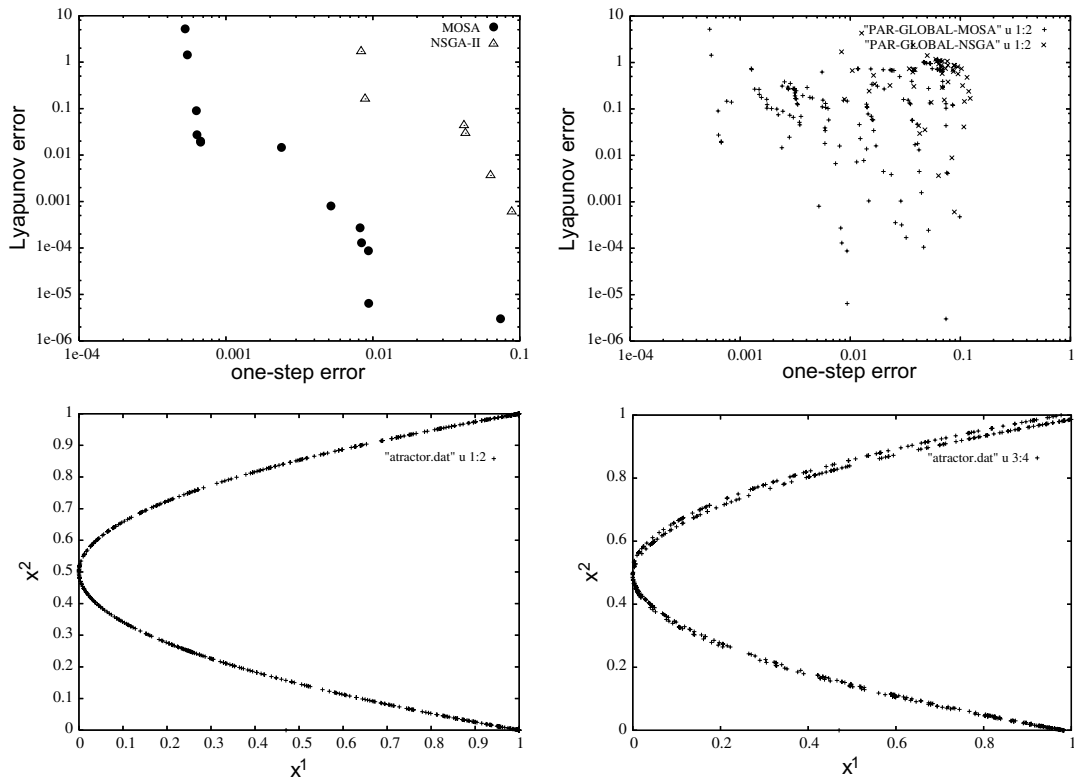 10
1
0.1
0.01
0.001
1e-04
1e-05
1e-06
Lyapunov error
MOSA
NSGA-II
1e-04 0.001 0.01 0.1
one-step error
10
1
0.1
0.01
0.001
1e-04
1e-05
1e-06
Lyapunov error
"PAR-GLOBAL-MOSA" u 1:2
"PAR-GLOBAL-NSGA" u 1:2
1e-04 0.001 0.01 0.1 1
one-step error
1
0.9
0.8
0.7
0.6
0.5
0.4
0.3
0.2
0.1
0
x2
"atractor.dat" u 1:2
0 0.1 0.2 0.3 0.4 0.5 0.6 0.7 0.8 0.9 1
x1
1
0.8
0.6
0.4
0.2
0
x2
"atractor.dat" u 3:4
0 0.2 0.4 0.6 0.8 1
x1